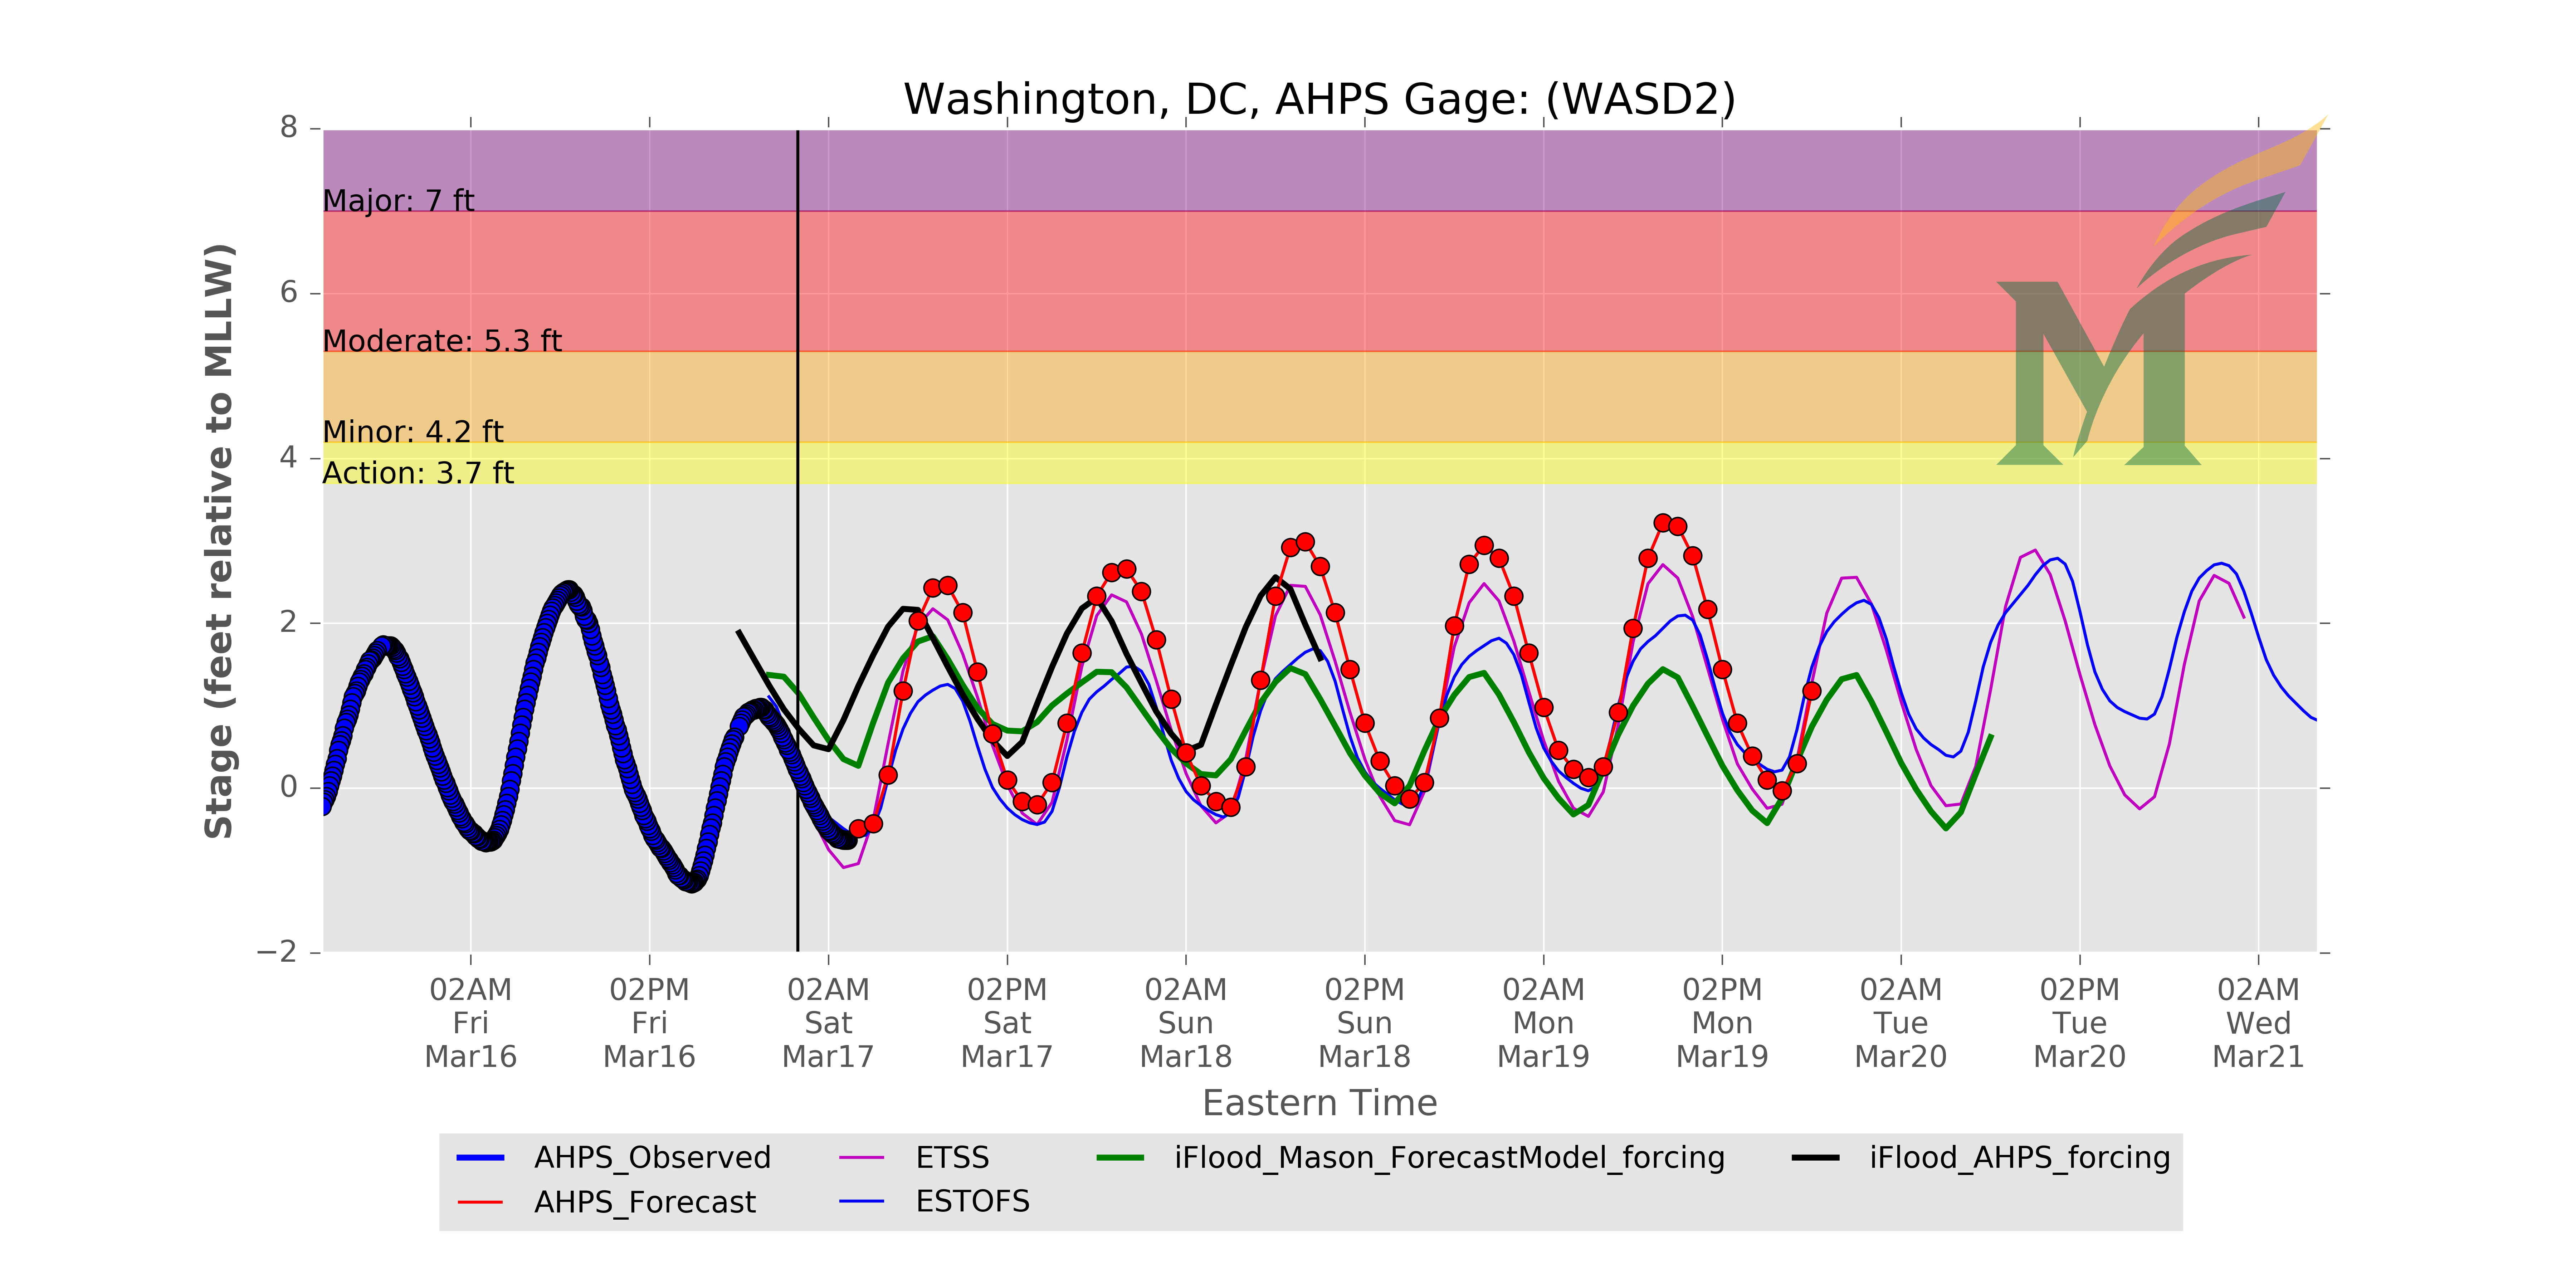 Washington, DC, AHPS Gage: (WASD2)
8
Major: 7 ft
6
Moderate: 5.3 ft
Minor: 4.2 ft
4
Action: 3.7 ft
2
0
−2
Stage (feet relative to MLLW)
02AM 02PM 02AM 02PM 02AM 02PM 02AM 02PM 02AM 02PM 02AM
Fri Fri Sat Sat Sun Sun Mon Mon Tue Tue Wed
Mar16 Mar16 Mar17 Mar17 Mar18 Mar18 Mar19 Mar19 Mar20 Mar20 Mar21
Eastern Time
AHPS_Observed ETSS iFlood_Mason_ForecastModel_forcing iFlood_AHPS_forcing
AHPS_Forecast ESTOFS